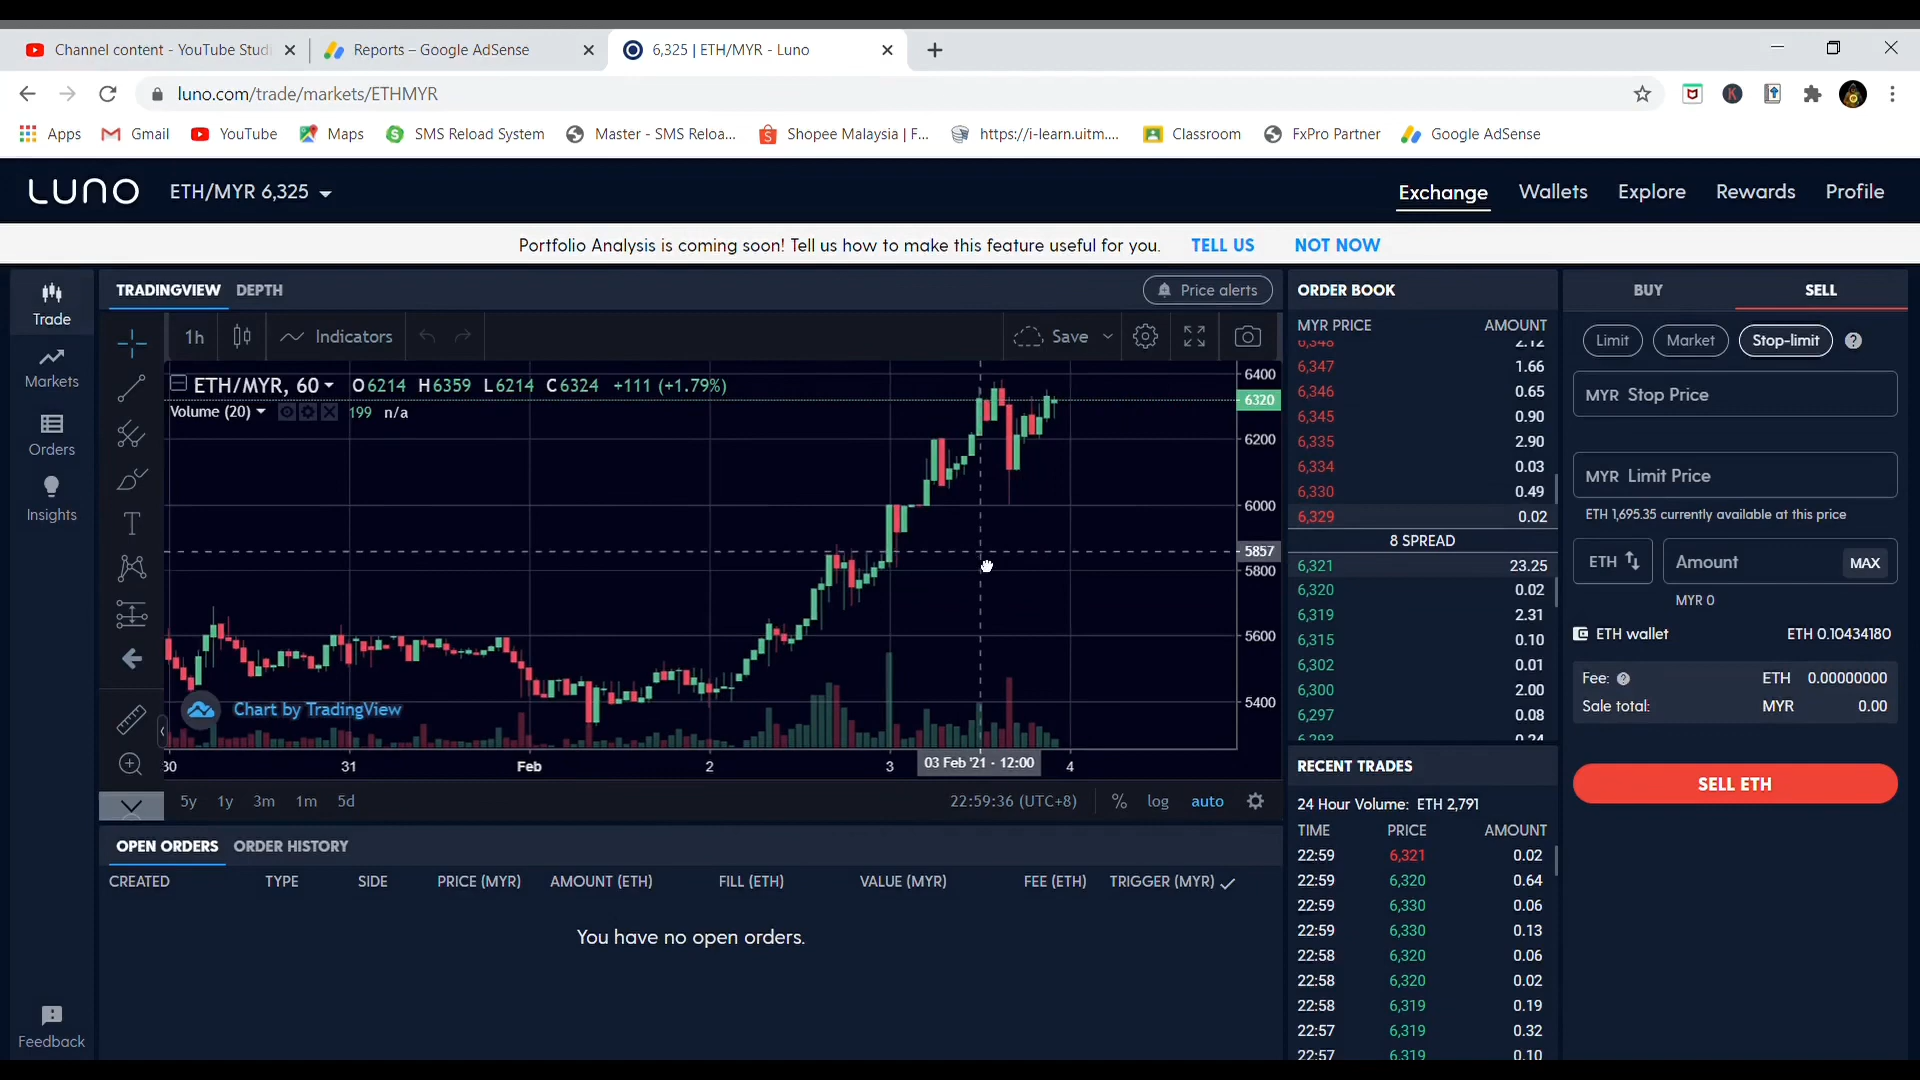 Channel content - YouTube Studi
Reports – Google AdSense
6,325 | ETH/MYR - Luno
luno.com/trade/markets/ETHMYR
Apps
Gmail
YouTube
Maps
SMS Reload System
Master - SMS Reloa...
Shopee Malaysia | F...
https://i-learn.uitm....
Classroom
FxPro Partner
Google AdSense
LUNO
ETH/MYR 6,325
Exchange
Wallets
Explore
Rewards
Profile
Portfolio Analysis is coming soon! Tell us how to make this feature useful for you. TELL US NOT NOW
Trade
Markets
Orders
Insights
Feedback
TRADINGVIEW DEPTH
Price alerts
1h
Indicators
Save
ETH/MYR, 60 O6214 H6359 L6214 C6324 +111 (+1.79%)
Volume (20) 199 n/a
6400
6320
6200
6000
5857
5800
5600
5400
Chart by TradingView
30 31 Feb 2 3 03 Feb '21 - 12:00 4
5y 1y 3m 1m 5d
22:59:36 (UTC+8) % log auto
OPEN ORDERS ORDER HISTORY
CREATED TYPE SIDE PRICE (MYR) AMOUNT (ETH) FILL (ETH) VALUE (MYR) FEE (ETH) TRIGGER (MYR)
You have no open orders.
ORDER BOOK
MYR PRICE AMOUNT
6,348 2.12
6,347 1.66
6,346 0.65
6,345 0.90
6,335 2.90
6,334 0.03
6,330 0.49
6,329 0.02
8 SPREAD
6,321 23.25
6,320 0.02
6,319 2.31
6,315 0.10
6,302 0.01
6,300 2.00
6,297 0.08
6,293 0.24
RECENT TRADES
24 Hour Volume: ETH 2,791
TIME PRICE AMOUNT
22:59 6,321 0.02
22:59 6,320 0.64
22:59 6,330 0.06
22:59 6,330 0.13
22:58 6,320 0.06
22:58 6,320 0.02
22:58 6,319 0.19
22:57 6,319 0.32
22:57 6,319 0.10
BUY SELL
Limit Market Stop-limit
MYR Stop Price
MYR Limit Price
ETH 1,695.35 currently available at this price
ETH Amount MAX
MYR 0
ETH wallet ETH 0.10434180
Fee: ETH 0.00000000
Sale total: MYR 0.00
SELL ETH